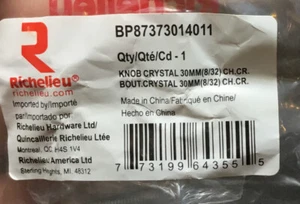 BP87373014011
Richelieu
richelieu.com
Qty/Qté/Cd - 1
KNOB CRYSTAL 30MM(8/32) CH.CR.
BOUT.CRYSTAL 30MM(8/32) CH.CR.
Imported by/Importé
par/Importado por:
Richelieu Hardware Ltd/
Quincaillerie Richelieu Ltée
Montreal, QC H4S 1V4
Richelieu America Ltd
Sterling Heights, MI. 48312
Made in China/Fabriqué en Chine/
Hecho en China
7 73199 64355 5